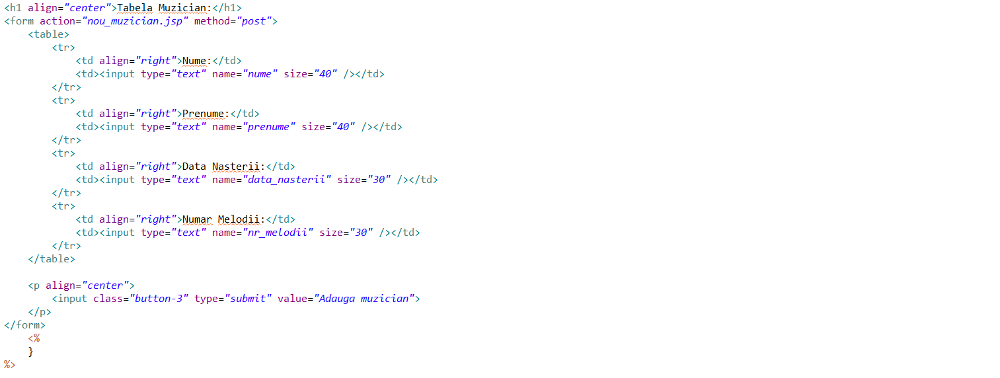 <h1 align="center">Tabela Muzician:</h1>
<form action="nou_muzician.jsp" method="post">
    <table>
        <tr>
            <td align="right">Nume:</td>
            <td><input type="text" name="nume" size="40" /></td>
        </tr>
        <tr>
            <td align="right">Prenume:</td>
            <td><input type="text" name="prenume" size="40" /></td>
        </tr>
        <tr>
            <td align="right">Data Nasterii:</td>
            <td><input type="text" name="data_nasterii" size="30" /></td>
        </tr>
        <tr>
            <td align="right">Numar Melodii:</td>
            <td><input type="text" name="nr_melodii" size="30" /></td>
        </tr>
    </table>

    <p align="center">
        <input class="button-3" type="submit" value="Adauga muzician">
    </p>
</form>
    <%
    }
%>